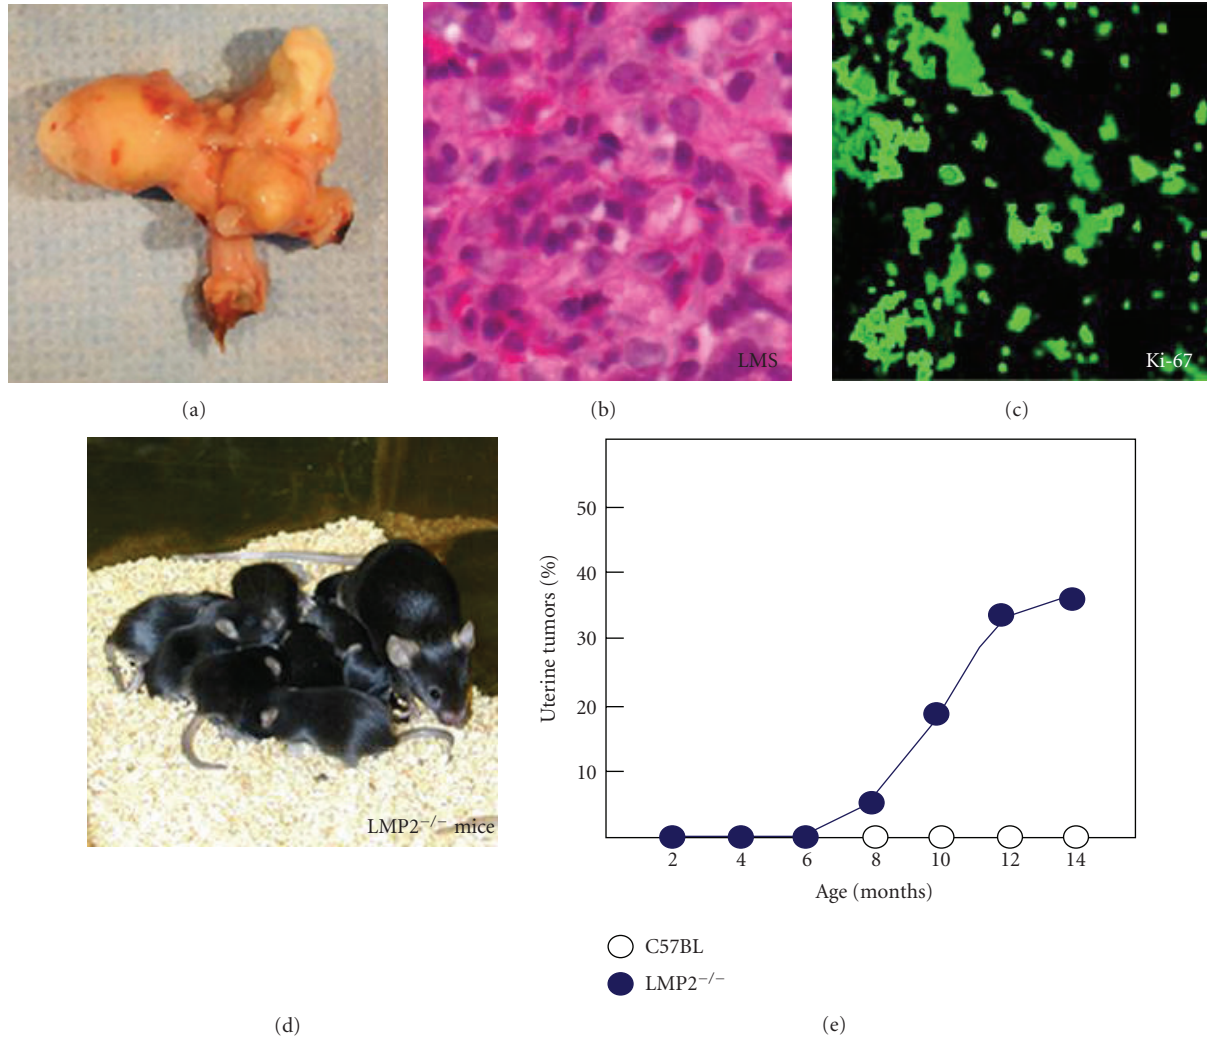 LMS
Ki-67
(a)
(b)
(c)
LMP2⁻/⁻ mice
50
40
30
20
10
Uterine tumors (%)
2 4 6 8 10 12 14
Age (months)
C57BL
LMP2⁻/⁻
(d)
(e)